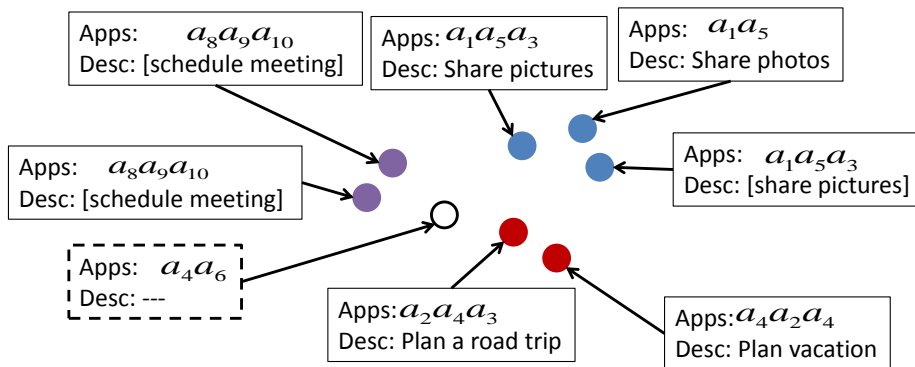 Apps: a₈a₉a₁₀
Desc: [schedule meeting]
Apps: a₁a₅a₃
Desc: Share pictures
Apps: a₁a₅
Desc: Share photos
Apps: a₈a₉a₁₀
Desc: [schedule meeting]
Apps: a₁a₅a₃
Desc: [share pictures]
Apps: a₄a₆
Desc: ---
Apps: a₂a₄a₃
Desc: Plan a road trip
Apps: a₄a₂a₄
Desc: Plan vacation